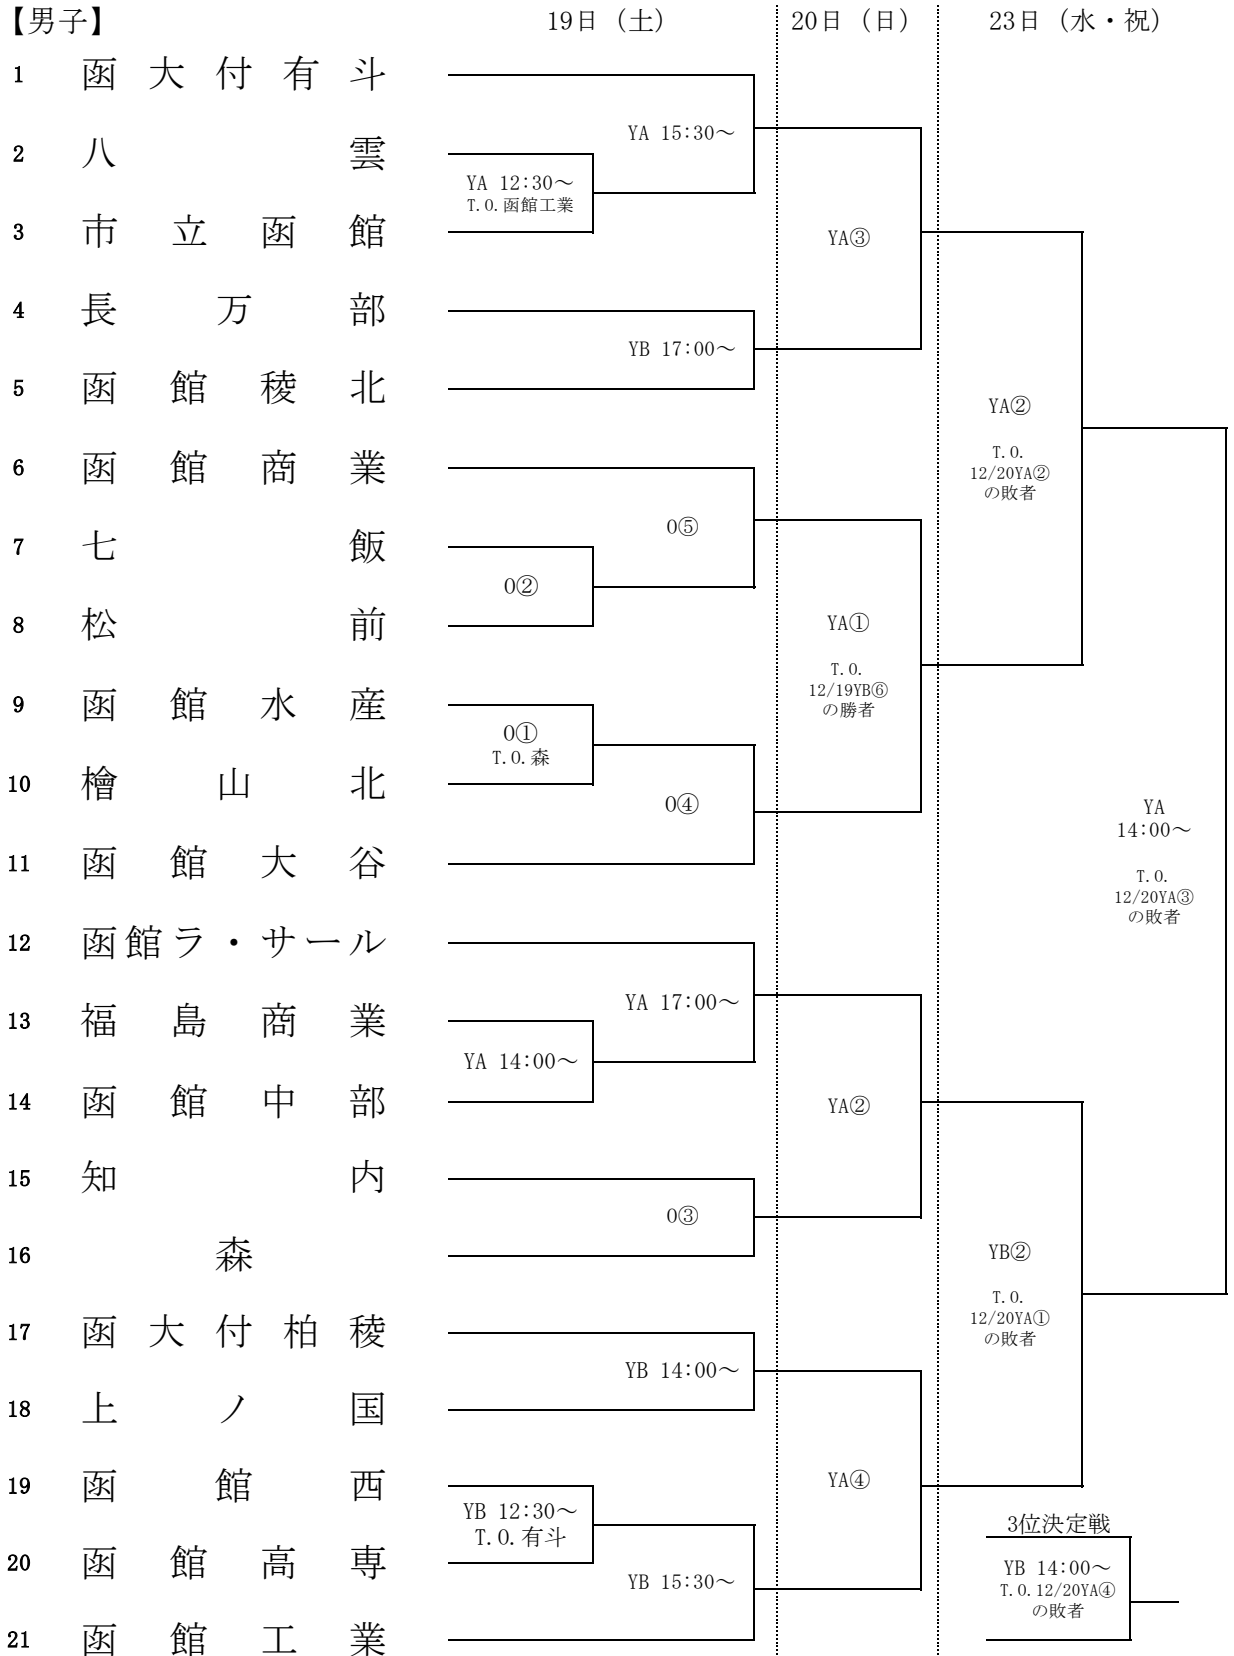 【男子】 19日（土） 20日（日） 23日（水・祝）
1 函大付有斗
YA 15:30～
2 八雲
YA 12:30～
T.O.函館工業
3 市立函館
YA③
4 長万部
YB 17:00～
5 函館稜北
YA②
T.O.
12/20YA②
の敗者
6 函館商業
0⑤
7 七飯
0②
8 松前
YA①
T.O.
12/19YB⑥
の勝者
9 函館水産
0①
T.O.森
10 檜山北
0④
11 函館大谷
YA
14:00～
T.O.
12/20YA③
の敗者
12 函館ラ・サール
YA 17:00～
13 福島商業
YA 14:00～
14 函館中部
YA②
15 知内
0③
16 森
YB②
T.O.
12/20YA①
の敗者
17 函大付柏稜
YB 14:00～
18 上ノ国
YA④
19 函館西
YB 12:30～
T.O.有斗
20 函館高専
YB 15:30～
21 函館工業
3位決定戦
YB 14:00～
T.O.12/20YA④
の敗者